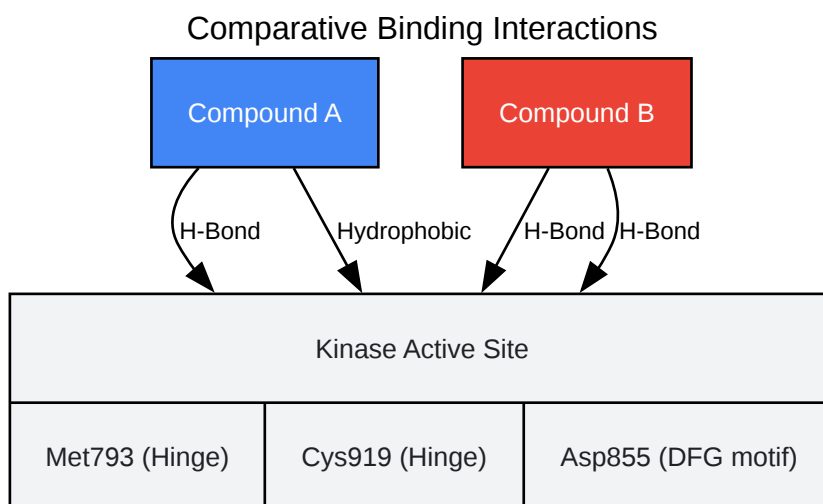 Comparative Binding Interactions
Compound A
Compound B
H-Bond
Hydrophobic
H-Bond
H-Bond
Kinase Active Site
Met793 (Hinge)
Cys919 (Hinge)
Asp855 (DFG motif)